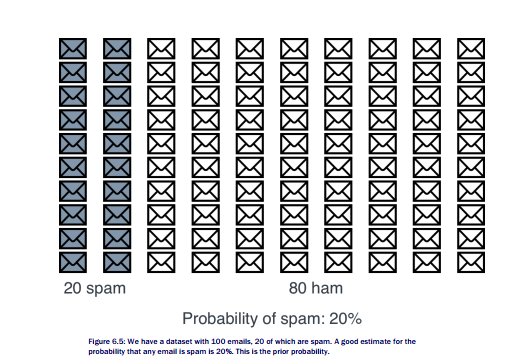 20 spam 80 ham
Probability of spam: 20%
Figure 6.5: We have a dataset with 100 emails, 20 of which are spam. A good estimate for the
probability that any email is spam is 20%. This is the prior probability.